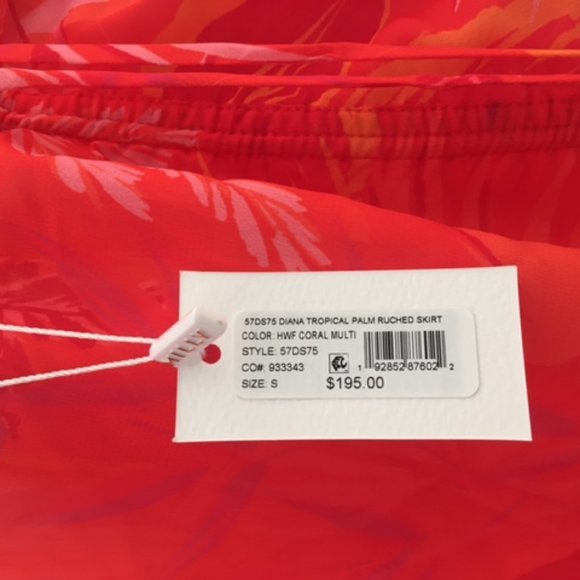 57DS75 DIANA TROPICAL PALM RUCHED SKIRT
COLOR: HWF CORAL MULTI
STYLE: 57DS75
CO#: 933343
1 92852 87602 2
SIZE: S
$195.00